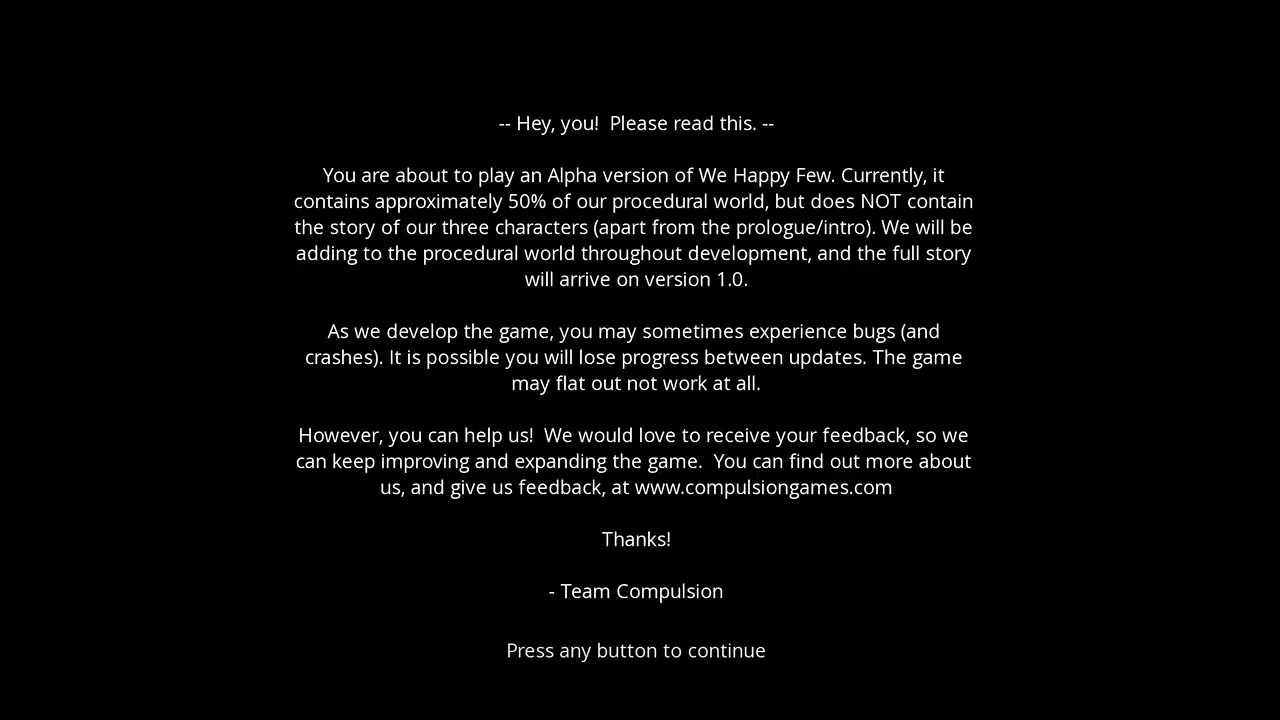 -- Hey, you!  Please read this. --
You are about to play an Alpha version of We Happy Few. Currently, it
contains approximately 50% of our procedural world, but does NOT contain
the story of our three characters (apart from the prologue/intro). We will be
adding to the procedural world throughout development, and the full story
will arrive on version 1.0.
As we develop the game, you may sometimes experience bugs (and
crashes). It is possible you will lose progress between updates. The game
may flat out not work at all.
However, you can help us!  We would love to receive your feedback, so we
can keep improving and expanding the game.  You can find out more about
us, and give us feedback, at www.compulsiongames.com
Thanks!
- Team Compulsion
Press any button to continue